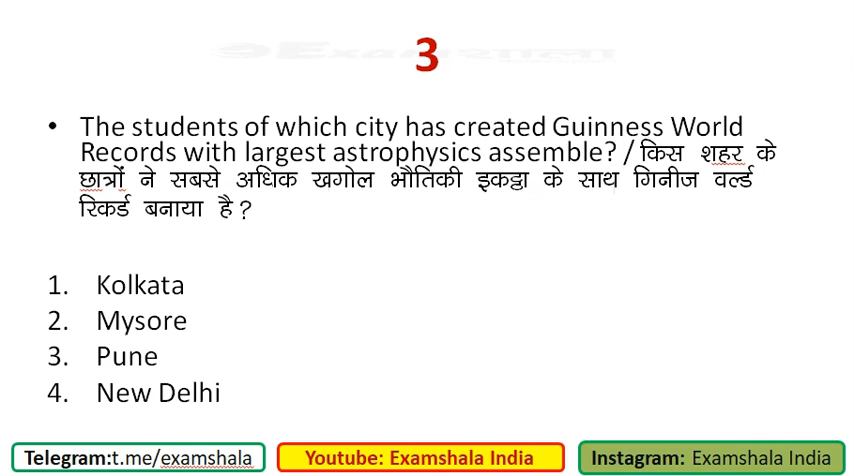 3
• The students of which city has created Guinness World
Records with largest astrophysics assemble? / किस शहर के
छात्रों ने सबसे अधिक खगोल भौतिकी इकट्ठा के साथ गिनीज वर्ल्ड
रिकर्ड बनाया है ?
1. Kolkata
2. Mysore
3. Pune
4. New Delhi
Telegram:t.me/examshala
Youtube: Examshala India
Instagram: Examshala India